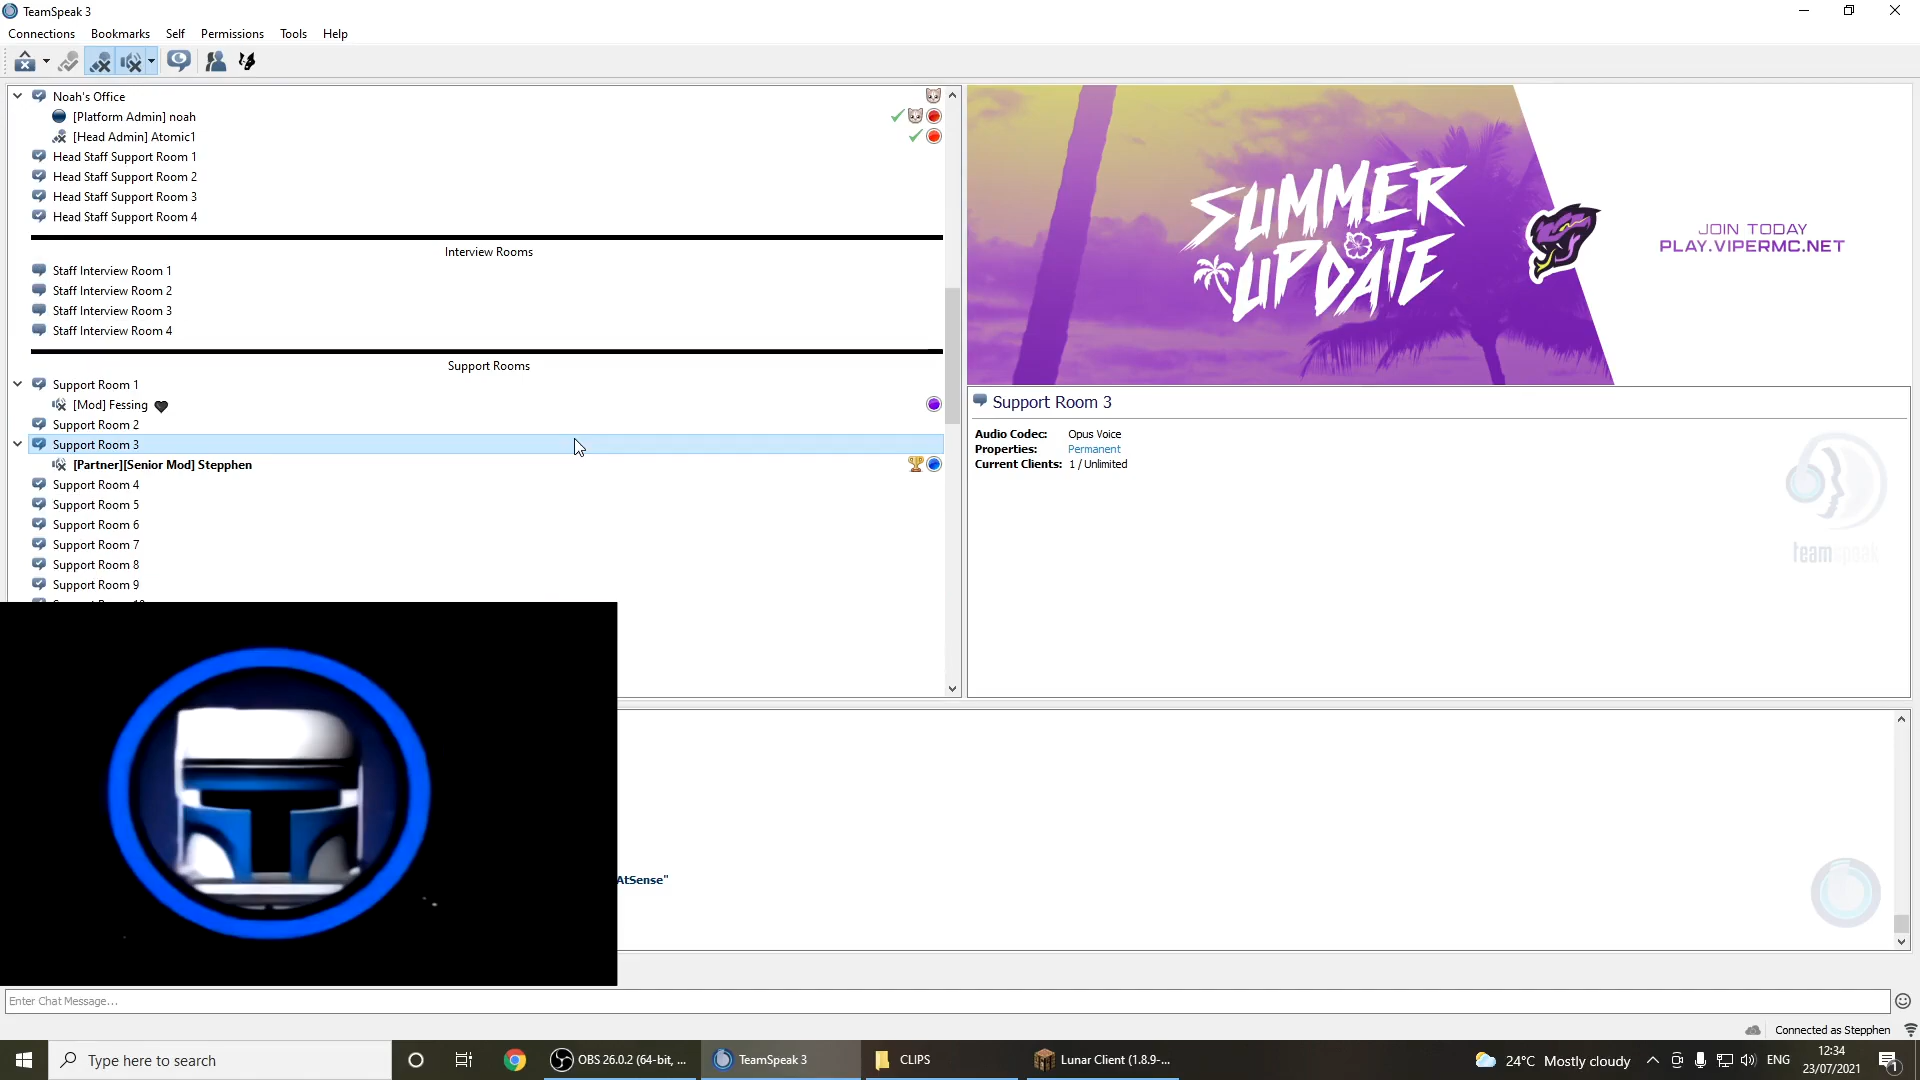 TeamSpeak 3
Connections Bookmarks Self Permissions Tools Help
Noah's Office
[Platform Admin] noah
[Head Admin] Atomic1
Head Staff Support Room 1
Head Staff Support Room 2
Head Staff Support Room 3
Head Staff Support Room 4
Interview Rooms
Staff Interview Room 1
Staff Interview Room 2
Staff Interview Room 3
Staff Interview Room 4
Support Rooms
Support Room 1
[Mod] Fessing
Support Room 2
Support Room 3
[Partner][Senior Mod] Stepphen
Support Room 4
Support Room 5
Support Room 6
Support Room 7
Support Room 8
Support Room 9
SUMMER
UPDATE
JOIN TODAY
PLAY.VIPERMC.NET
Support Room 3
Audio Codec: Opus Voice
Properties: Permanent
Current Clients: 1 / Unlimited
teamspeak
AtSense"
Enter Chat Message...
Connected as Stepphen
Type here to search
OBS 26.0.2 (64-bit, ...
TeamSpeak 3
CLIPS
Lunar Client (1.8.9-...
24°C Mostly cloudy
ENG
12:34
23/07/2021
1